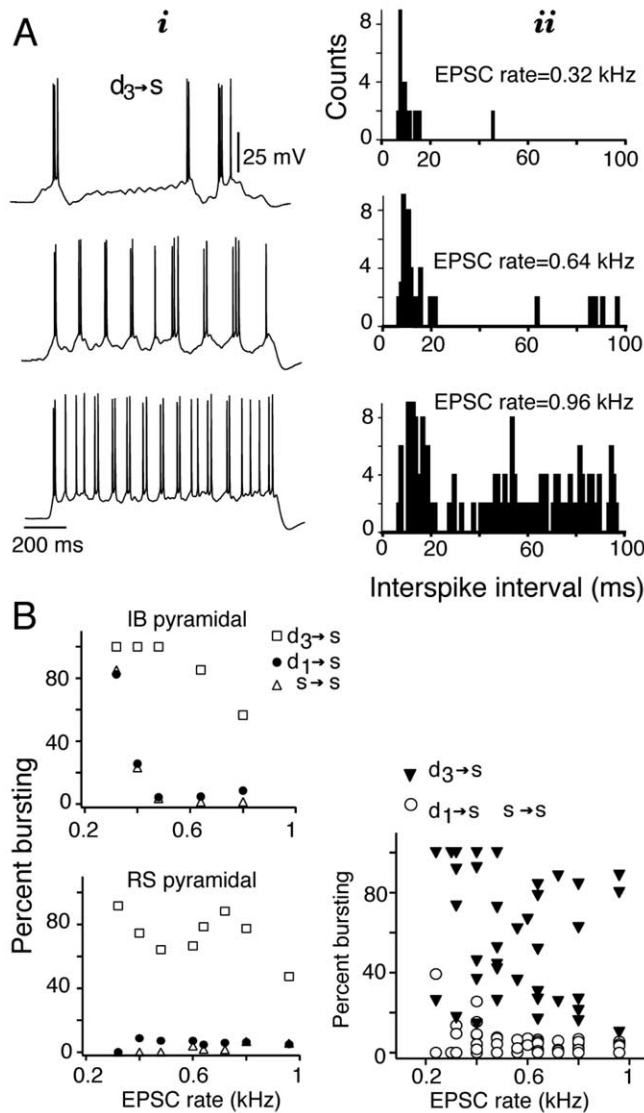 A
i
ii
d3→s
25 mV
200 ms
Counts
8
4
0
EPSC rate=0.32 kHz
0 20 60 100
8
4
0
EPSC rate=0.64 kHz
0 20 60 100
8
4
0
EPSC rate=0.96 kHz
0 20 60 100
Interspike interval (ms)
B
IB pyramidal
d3→s
d1→s
s→s
Percent bursting
80
40
0
0.2 0.6 1
RS pyramidal
80
40
0
0.2 0.6 1
EPSC rate (kHz)
d3→s
d1→s s→s
Percent bursting
80
40
0
0.2 0.6 1
EPSC rate (kHz)